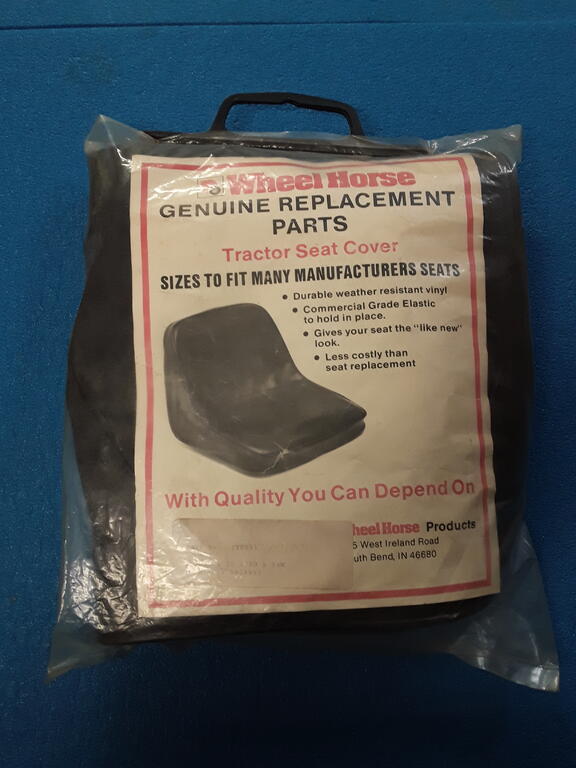 Wheel Horse
GENUINE REPLACEMENT
PARTS
Tractor Seat Cover
SIZES TO FIT MANY MANUFACTURERS SEATS
• Durable weather resistant vinyl
• Commercial Grade Elastic
to hold in place.
• Gives your seat the "like new"
look.
• Less costly than
seat replacement
With Quality You Can Depend On
heel Horse Products
5 West Ireland Road
uth Bend, IN 46680